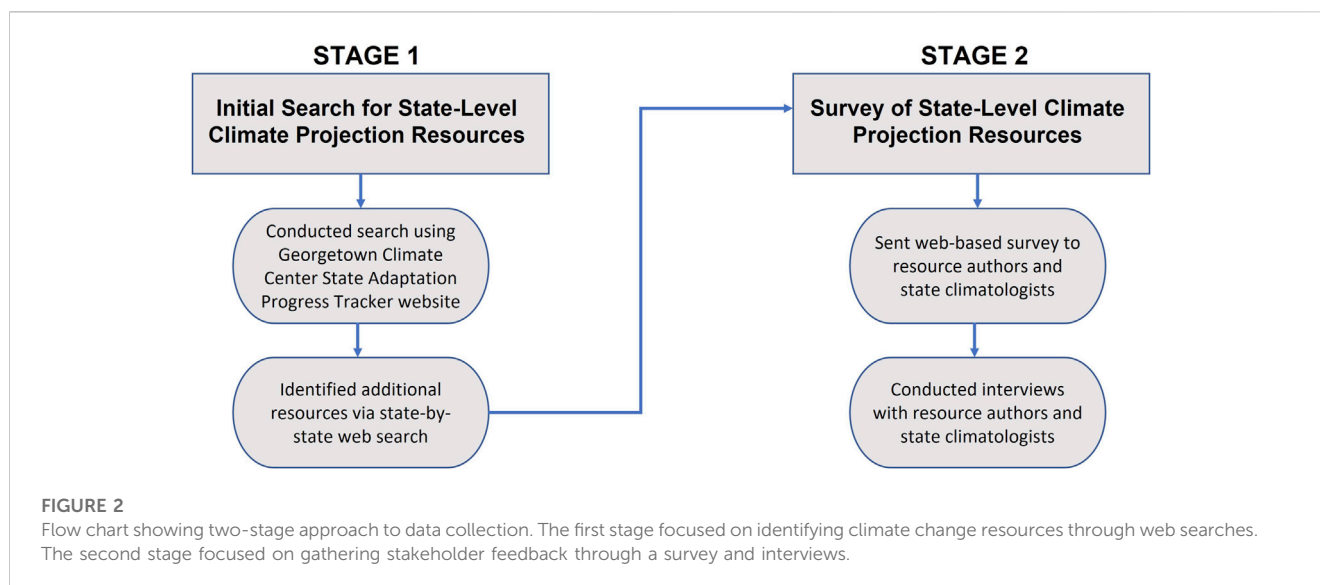 STAGE 1
Initial Search for State-Level
Climate Projection Resources
Conducted search using
Georgetown Climate
Center State Adaptation
Progress Tracker website
Identified additional
resources via state-by-
state web search
STAGE 2
Survey of State-Level Climate
Projection Resources
Sent web-based survey to
resource authors and
state climatologists
Conducted interviews
with resource authors and
state climatologists
FIGURE 2
Flow chart showing two-stage approach to data collection. The first stage focused on identifying climate change resources through web searches.
The second stage focused on gathering stakeholder feedback through a survey and interviews.